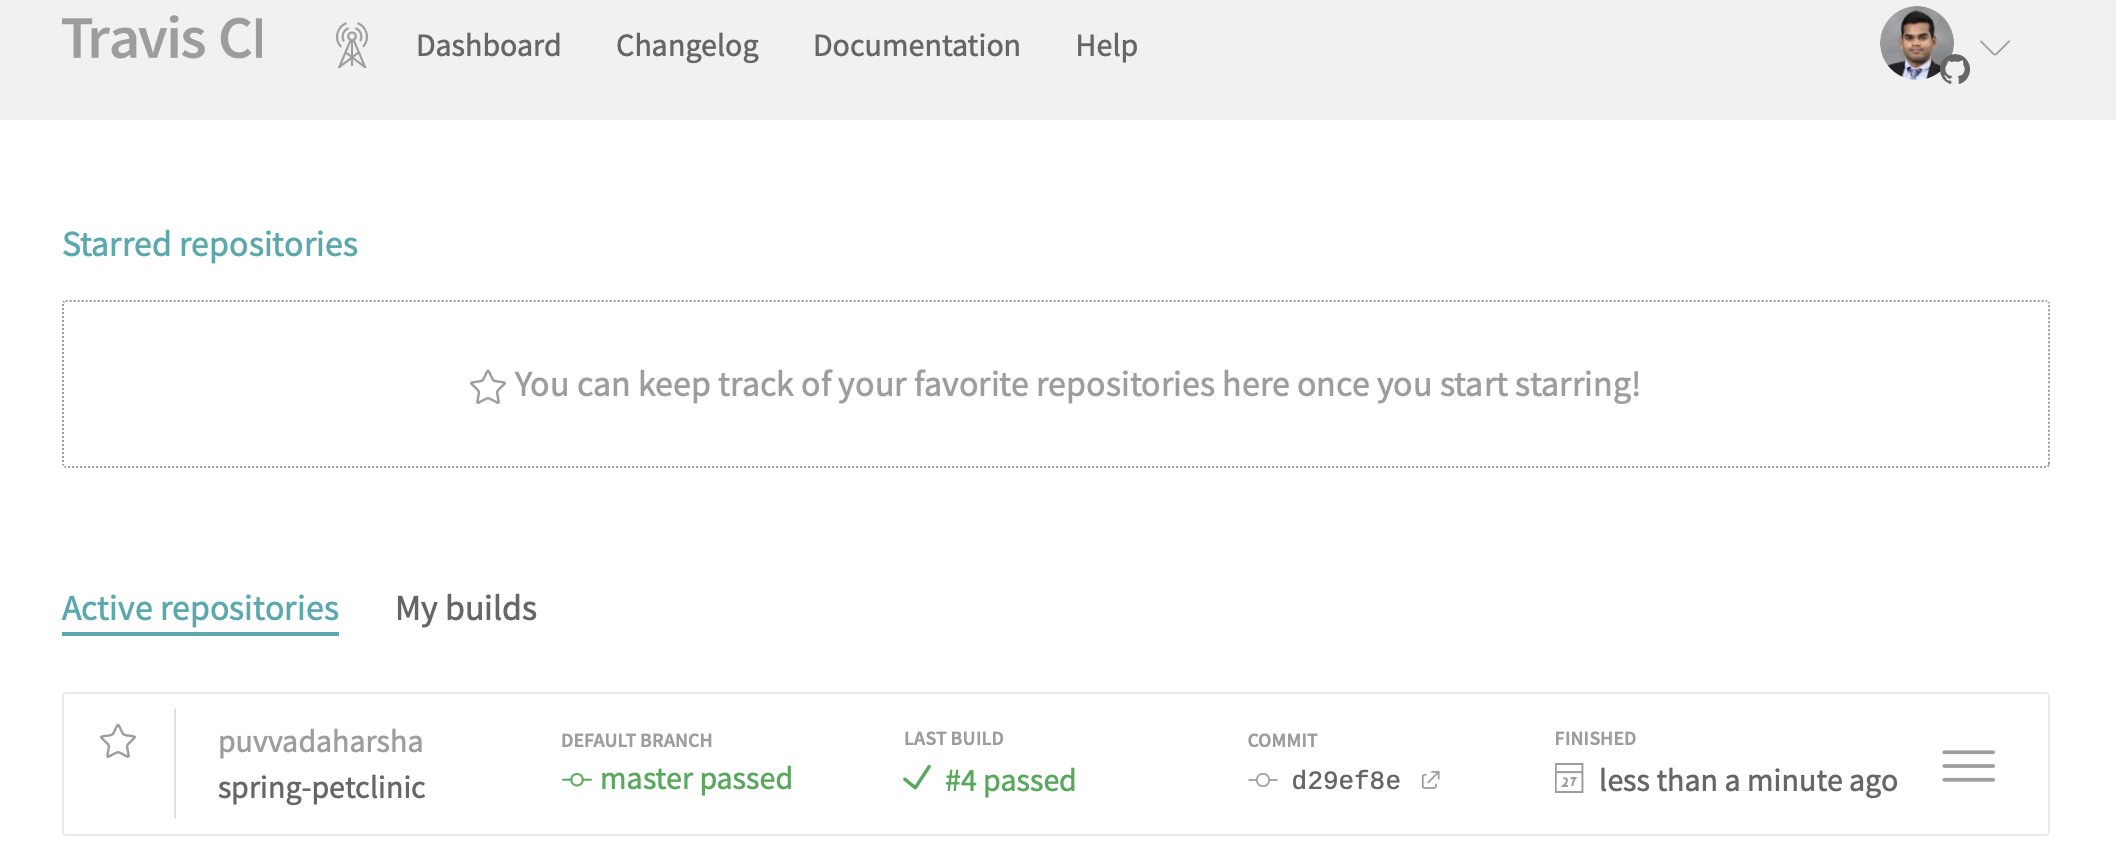 Travis CI
Dashboard
Changelog
Documentation
Help
Starred repositories
You can keep track of your favorite repositories here once you start starring!
Active repositories
My builds
puvvadaharsha
spring-petclinic
DEFAULT BRANCH
master passed
LAST BUILD
#4 passed
COMMIT
d29ef8e
FINISHED
27
less than a minute ago